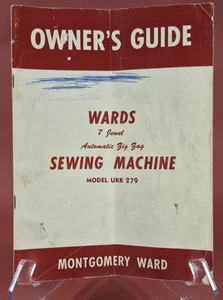 OWNER'S GUIDE
WARDS
7 Jewel
Automatic Zig Zag
SEWING MACHINE
MODEL URR 279
MONTGOMERY WARD